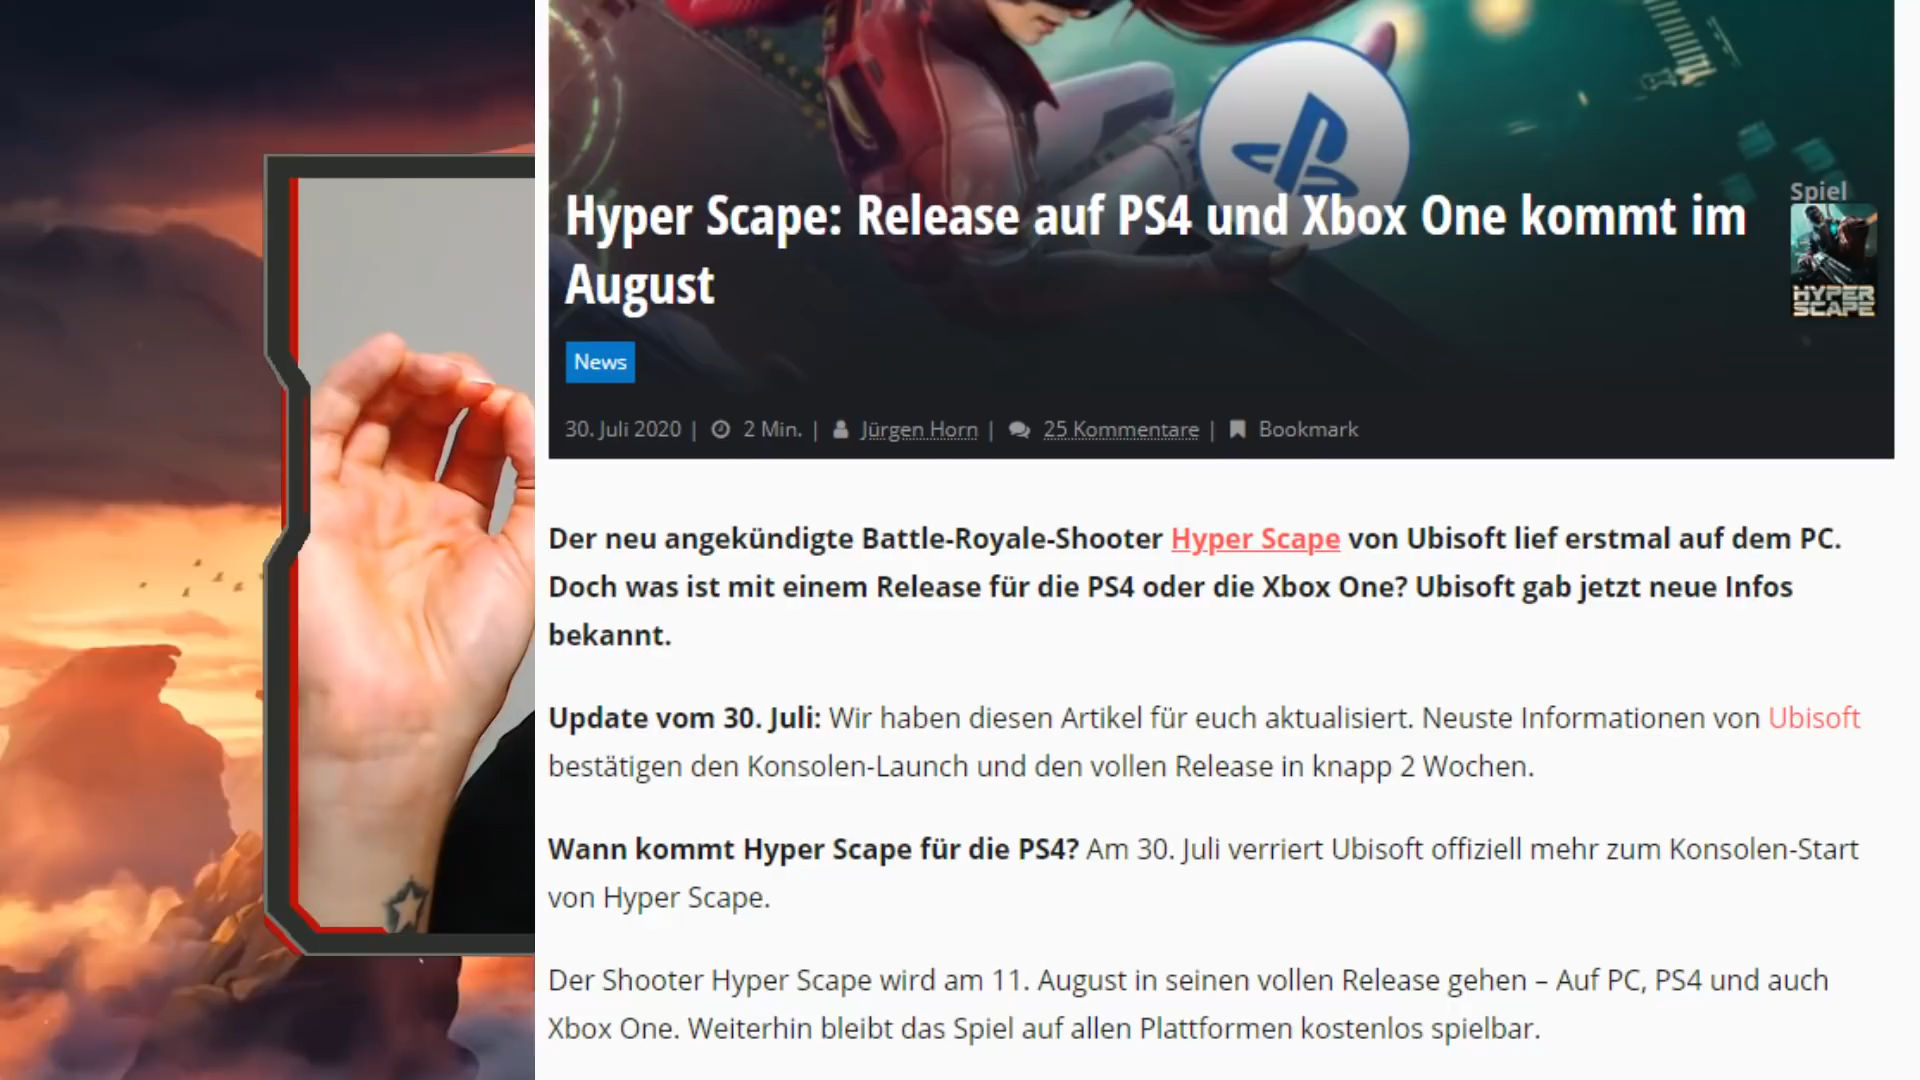 Hyper Scape: Release auf PS4 und Xbox One kommt im
August
Spiel
HYPER
SCAPE
News
30. Juli 2020 | 2 Min. | Jürgen Horn | 25 Kommentare | Bookmark
Der neu angekündigte Battle-Royale-Shooter Hyper Scape von Ubisoft lief erstmal auf dem PC.
Doch was ist mit einem Release für die PS4 oder die Xbox One? Ubisoft gab jetzt neue Infos
bekannt.
Update vom 30. Juli: Wir haben diesen Artikel für euch aktualisiert. Neuste Informationen von Ubisoft
bestätigen den Konsolen-Launch und den vollen Release in knapp 2 Wochen.
Wann kommt Hyper Scape für die PS4? Am 30. Juli verriert Ubisoft offiziell mehr zum Konsolen-Start
von Hyper Scape.
Der Shooter Hyper Scape wird am 11. August in seinen vollen Release gehen – Auf PC, PS4 und auch
Xbox One. Weiterhin bleibt das Spiel auf allen Plattformen kostenlos spielbar.